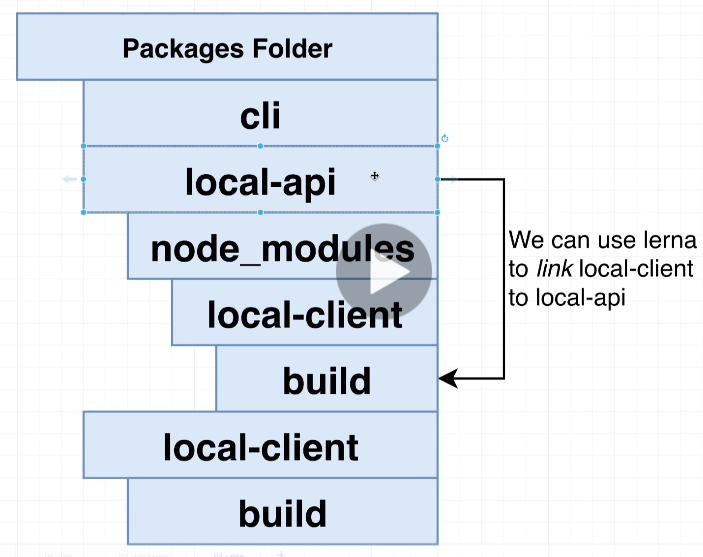 Packages Folder
cli
local-api
node_modules
local-client
build
local-client
build
We can use lerna
to link local-client
to local-api